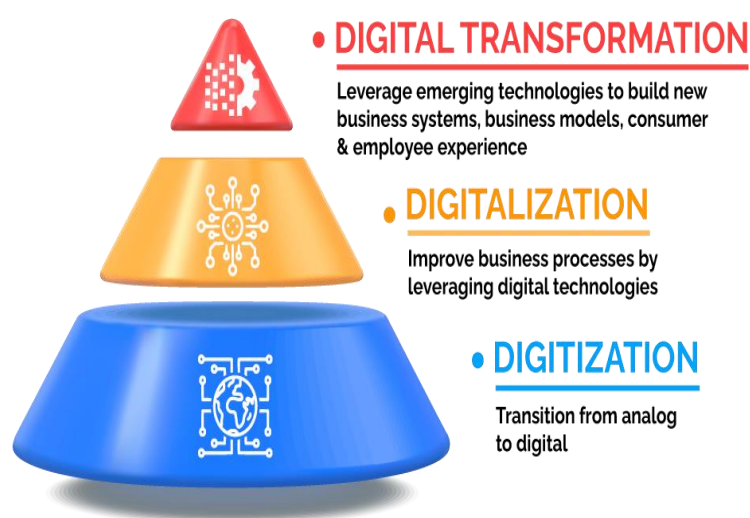 DIGITAL TRANSFORMATION
Leverage emerging technologies to build new
business systems, business models, consumer
& employee experience
DIGITALIZATION
Improve business processes by
leveraging digital technologies
DIGITIZATION
Transition from analog
to digital